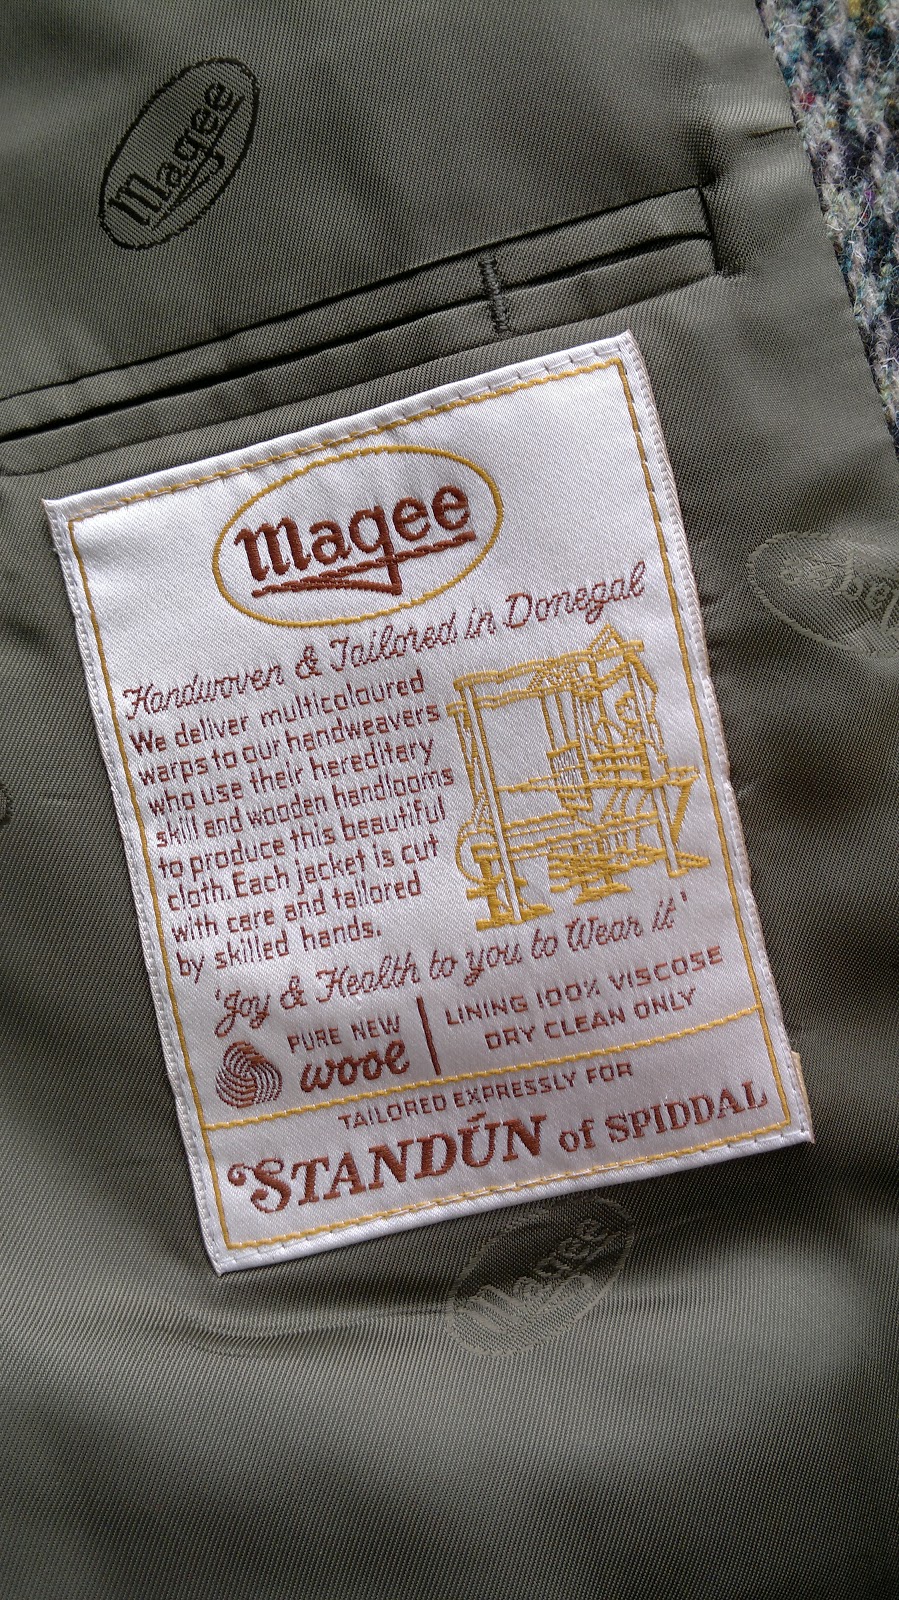 Magee
Magee
Handwoven & Tailored in Donegal
We deliver multicoloured
warps to our handweavers
who use their hereditary
skill and wooden handlooms
to produce this beautiful
cloth. Each jacket is cut
with care and tailored
by skilled hands.
'Joy & Health to you to Wear it'
PURE NEW
wool
LINING 100% VISCOSE
DRY CLEAN ONLY
TAILORED EXPRESSLY FOR
STANDÚN of SPIDDAL
Magee